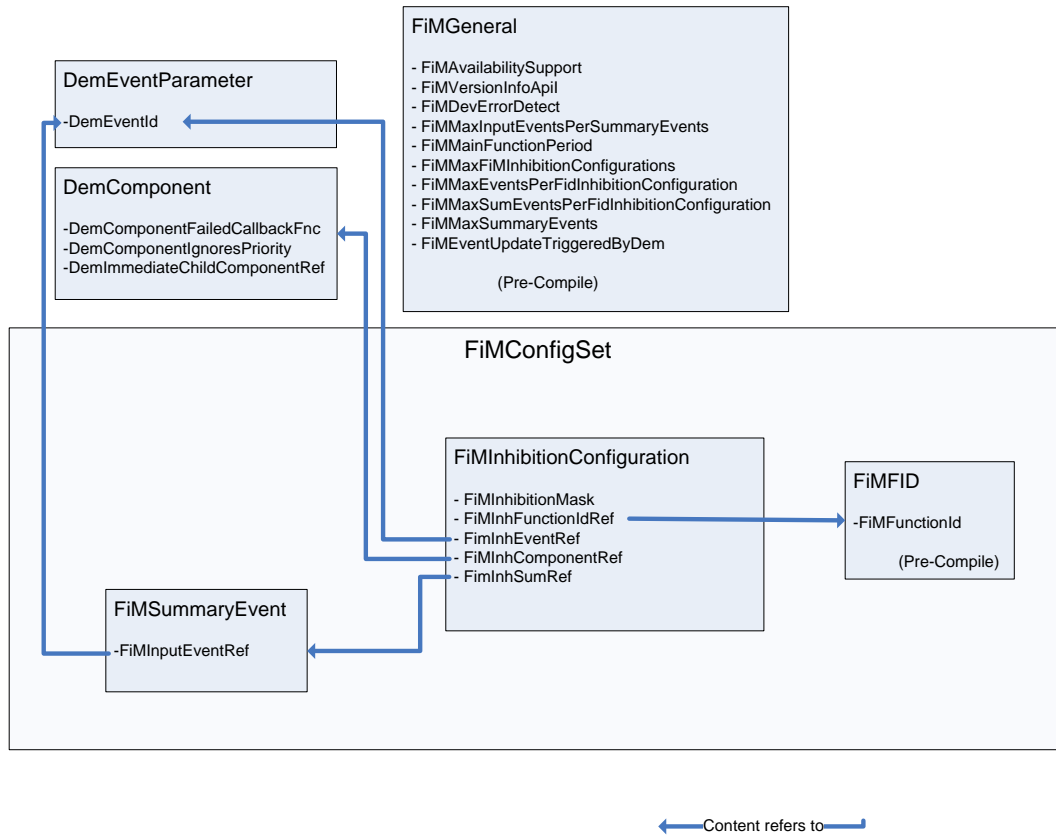 FiMGeneral
- FiMAvailabilitySupport
- FiMVersionInfoApiI
- FiMDevErrorDetect
- FiMMaxInputEventsPerSummaryEvents
- FiMMainFunctionPeriod
- FiMMaxFiMInhibitionConfigurations
- FiMMaxEventsPerFidInhibitionConfiguration
- FiMMaxSumEventsPerFidInhibitionConfiguration
- FiMMaxSummaryEvents
- FiMEventUpdateTriggeredByDem
(Pre-Compile)
DemEventParameter
-DemEventId
DemComponent
-DemComponentFailedCallbackFnc
-DemComponentIgnoresPriority
-DemImmediateChildComponentRef
FiMConfigSet
FiMInhibitionConfiguration
- FiMInhibitionMask
- FiMInhFunctionIdRef
- FimInhEventRef
- FiMInhComponentRef
- FimInhSumRef
FiMFID
-FiMFunctionId
(Pre-Compile)
FiMSummaryEvent
-FiMInputEventRef
Content refers to